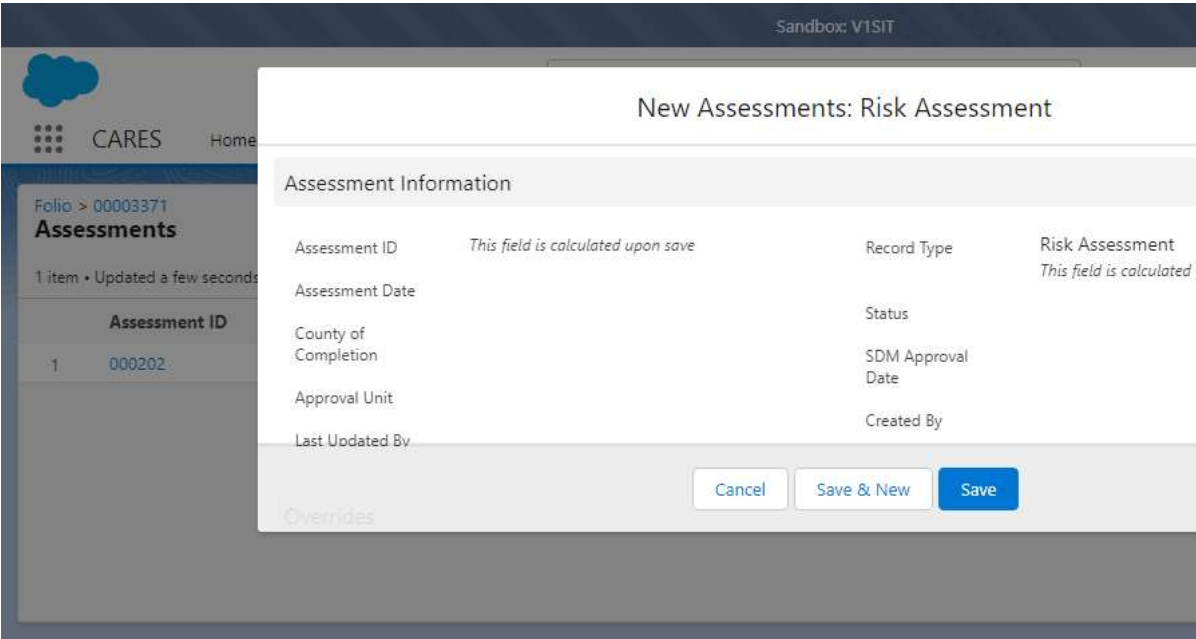 Sandbox: V1SIT
New Assessments: Risk Assessment
CARES
Home
Folio > 00003371
Assessments
1 item • Updated a few seconds
Assessment ID
1 000202
Assessment Information
Assessment ID This field is calculated upon save
Assessment Date
County of
Completion
Approval Unit
Last Updated By
Record Type Risk Assessment
This field is calculated
Status
SDM Approval
Date
Created By
Overrides
Cancel Save & New Save